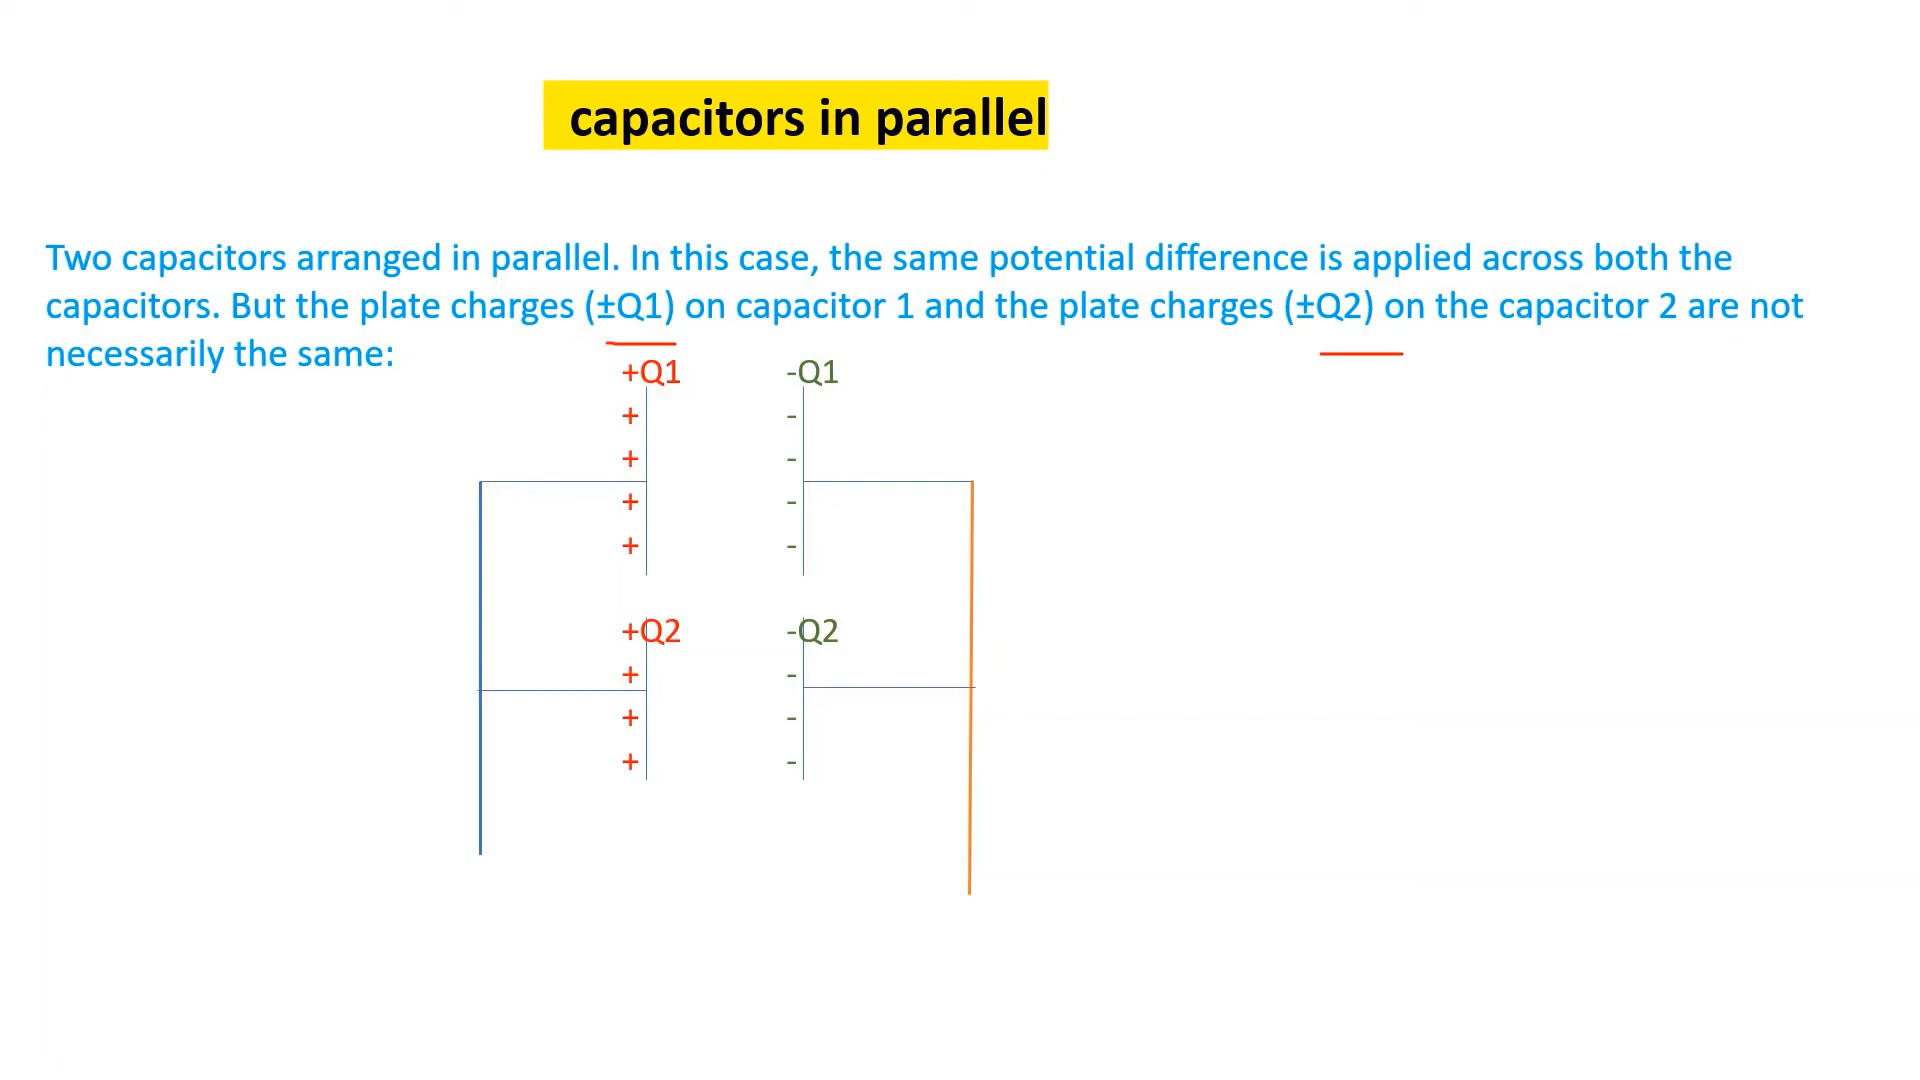 capacitors in parallel
Two capacitors arranged in parallel. In this case, the same potential difference is applied across both the
capacitors. But the plate charges (±Q1) on capacitor 1 and the plate charges (±Q2) on the capacitor 2 are not
necessarily the same:
+Q1 -Q1
+ -
+ -
+ -
+ -
+Q2 -Q2
+ -
+ -
+ -